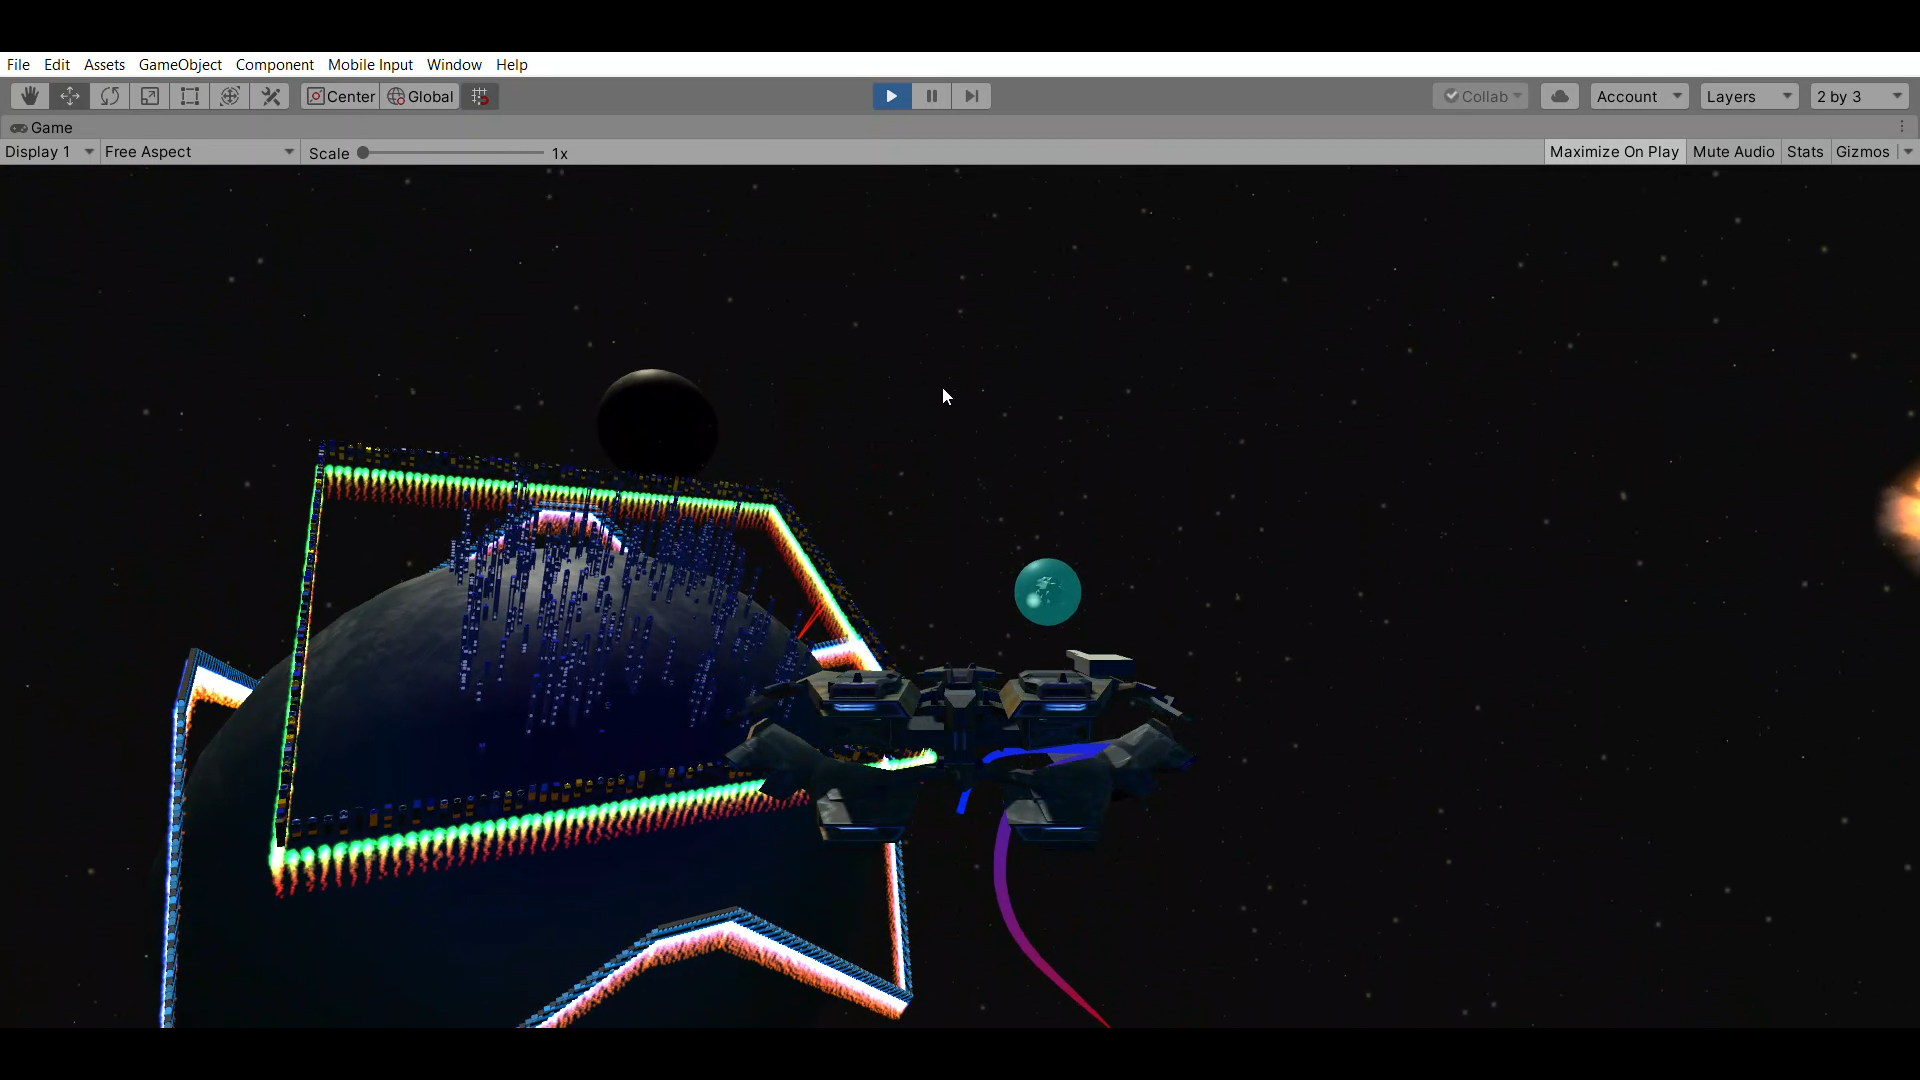 File Edit Assets GameObject Component Mobile Input Window Help
Center Global Collab Account Layers 2 by 3
Game
Display 1 Free Aspect Scale 1x Maximize On Play Mute Audio Stats Gizmos